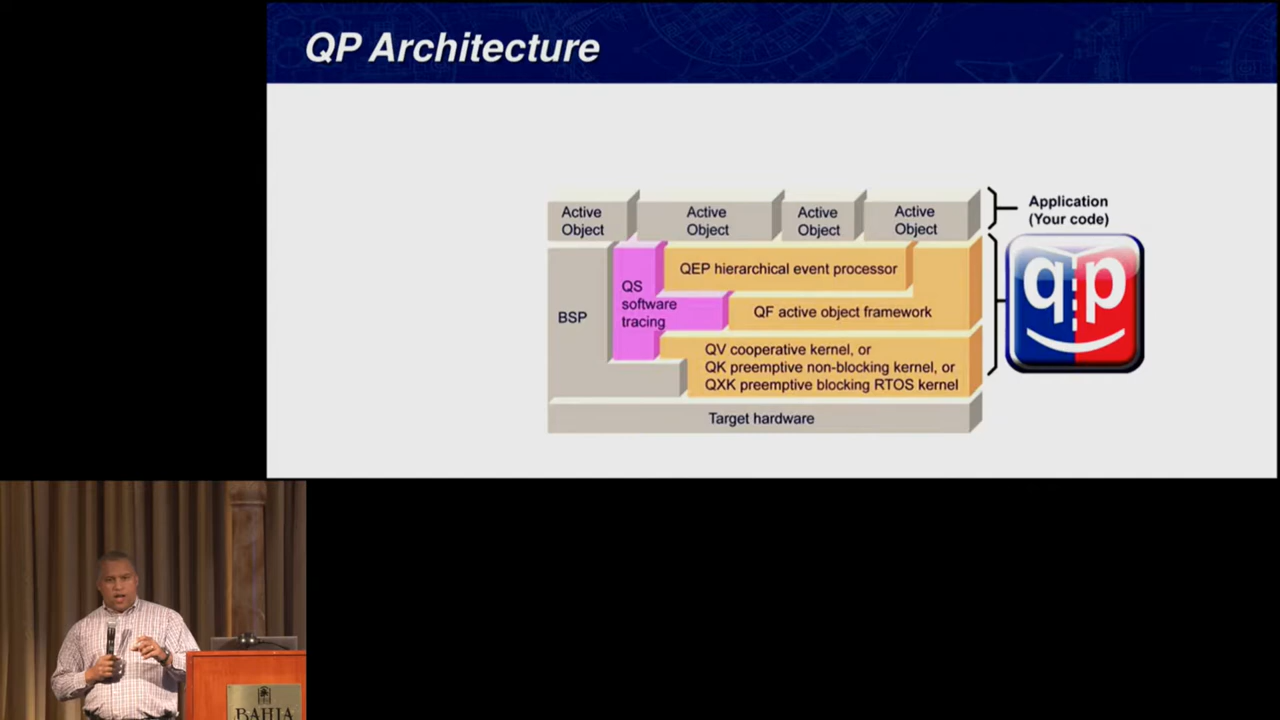 QP Architecture
Active
Object
Active
Object
Active
Object
Active
Object
Application
(Your code)
QEP hierarchical event processor
QS
software
tracing
BSP
QF active object framework
qp
QV cooperative kernel, or
QK preemptive non-blocking kernel, or
QXK preemptive blocking RTOS kernel
Target hardware
BAHIA